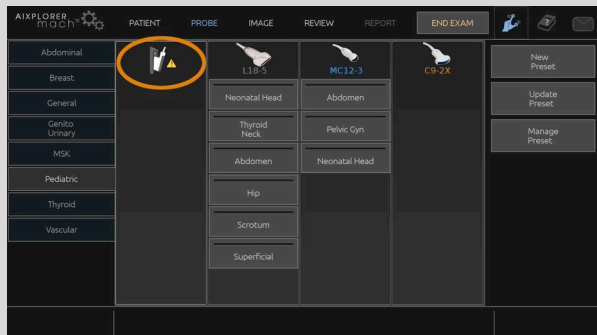 AIXPLORER
mach
PATIENT
PROBE
IMAGE
REVIEW
REPORT
END EXAM
Abdominal
Breast
General
Genito
Urinary
MSK
Pediatric
Thyroid
Vascular
L18-5
Neonatal Head
Thyroid
Neck
Abdomen
Hip
Scrotum
Superficial
MC12-3
Abdomen
Pelvic Gyn
Neonatal Head
C9-2X
New
Preset
Update
Preset
Manage
Preset